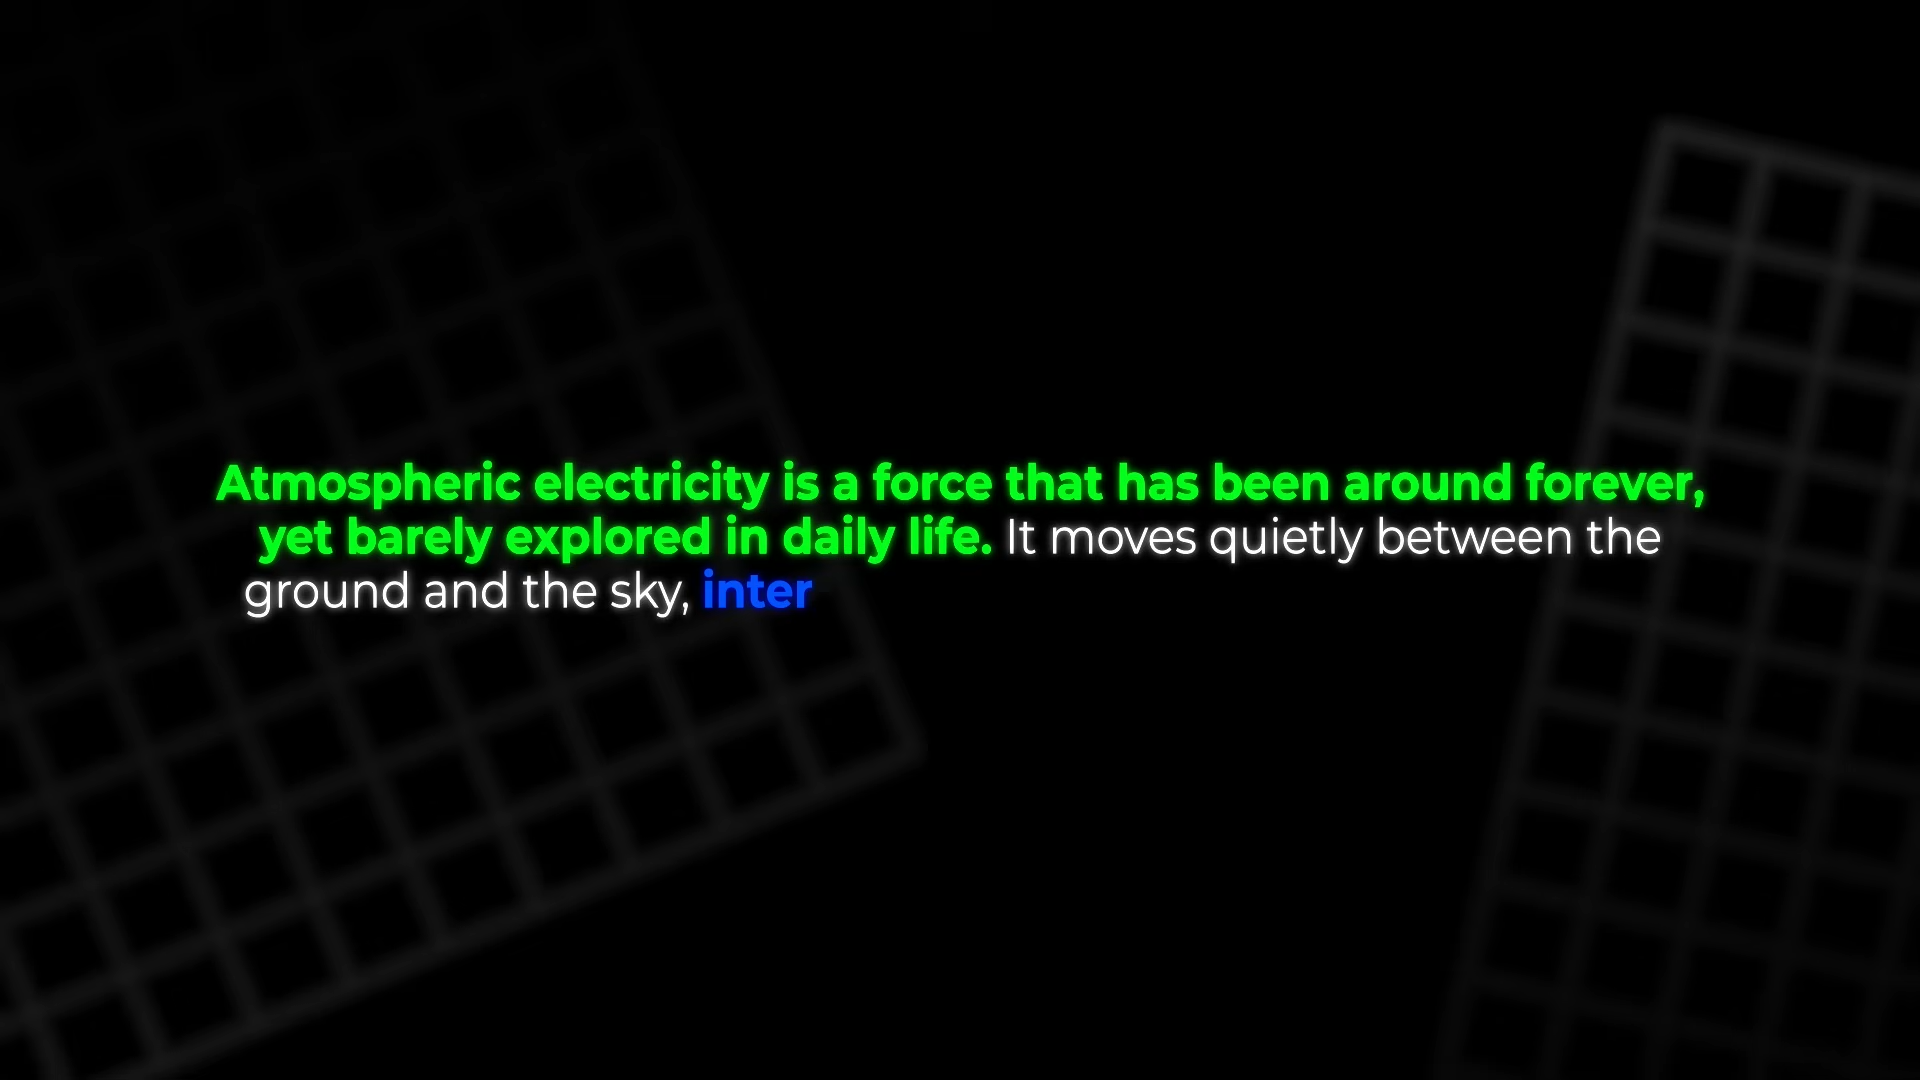 Atmospheric electricity is a force that has been around forever,
yet barely explored in daily life. It moves quietly between the
ground and the sky, inter